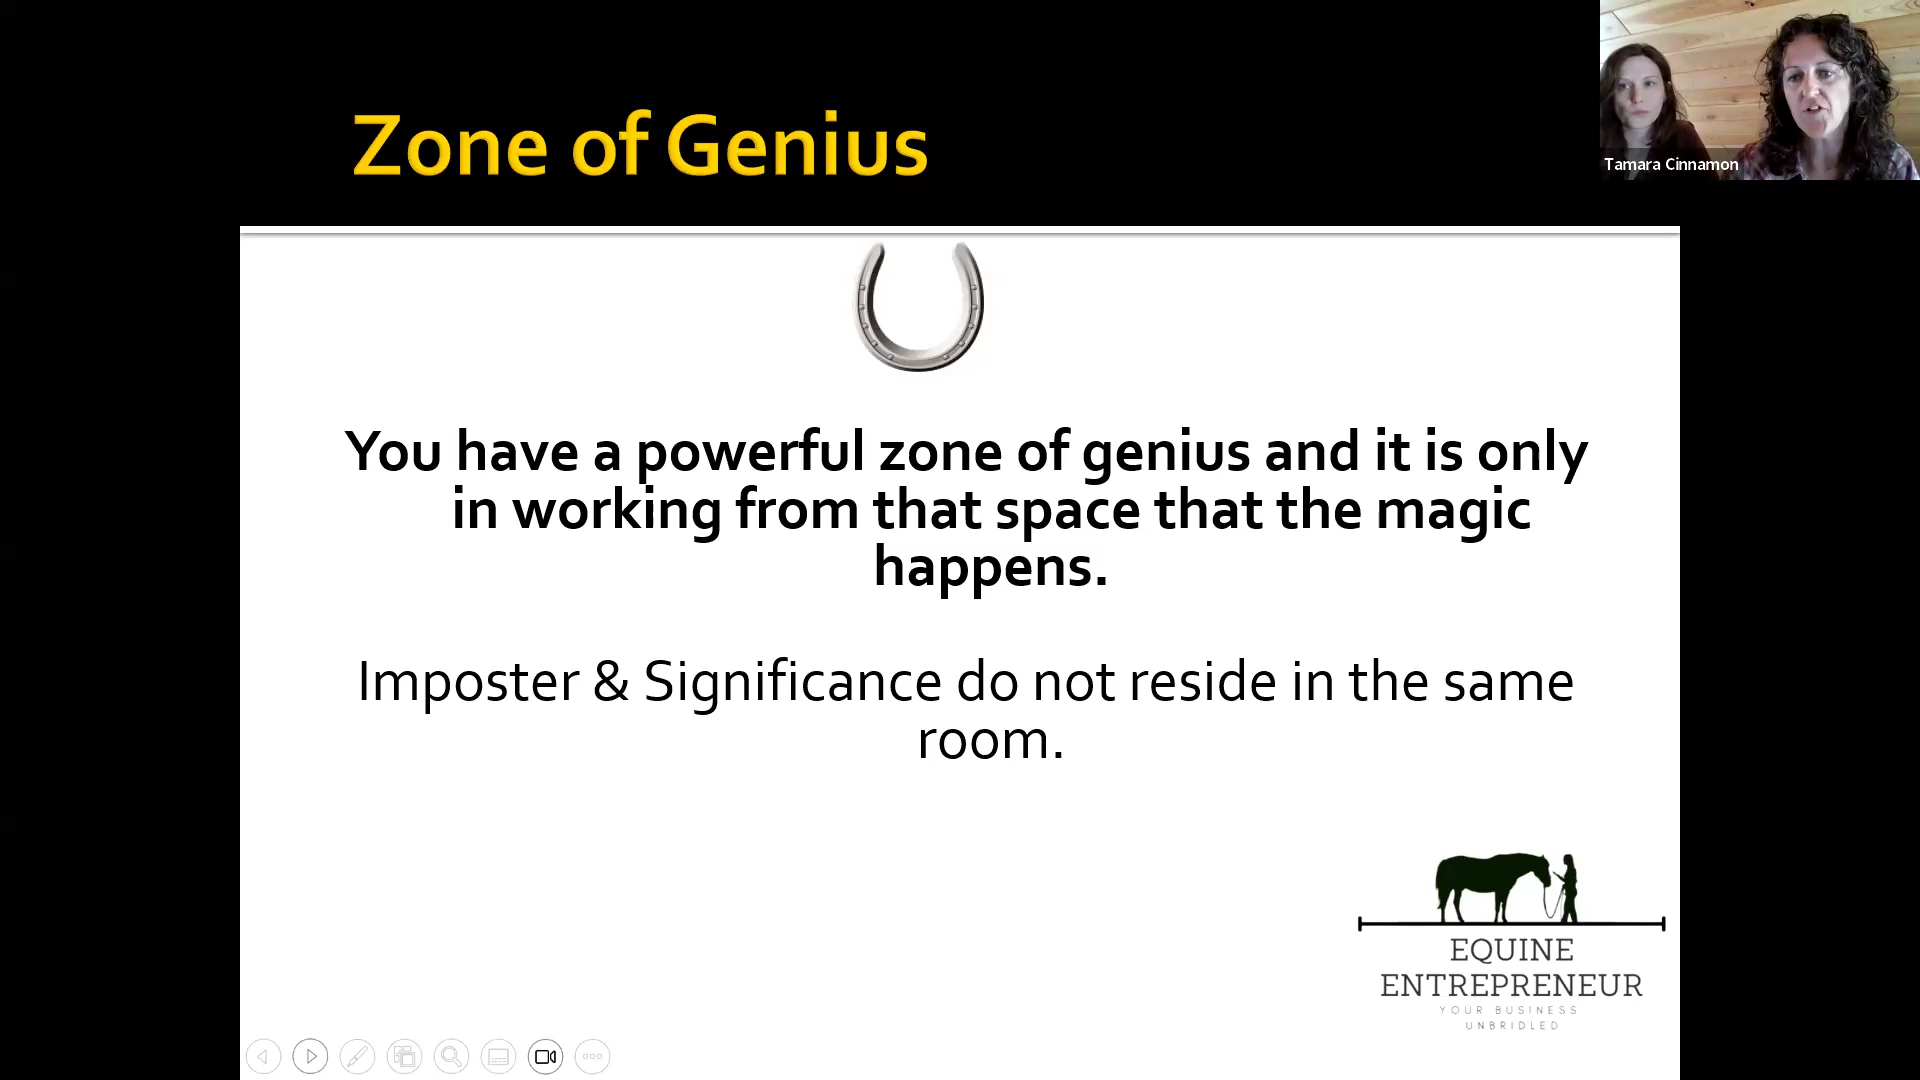 Zone of Genius
Tamara Cinnamon
You have a powerful zone of genius and it is only
in working from that space that the magic
happens.
Imposter & Significance do not reside in the same
room.
EQUINE
ENTREPRENEUR
YOUR BUSINESS
UNBRIDLED